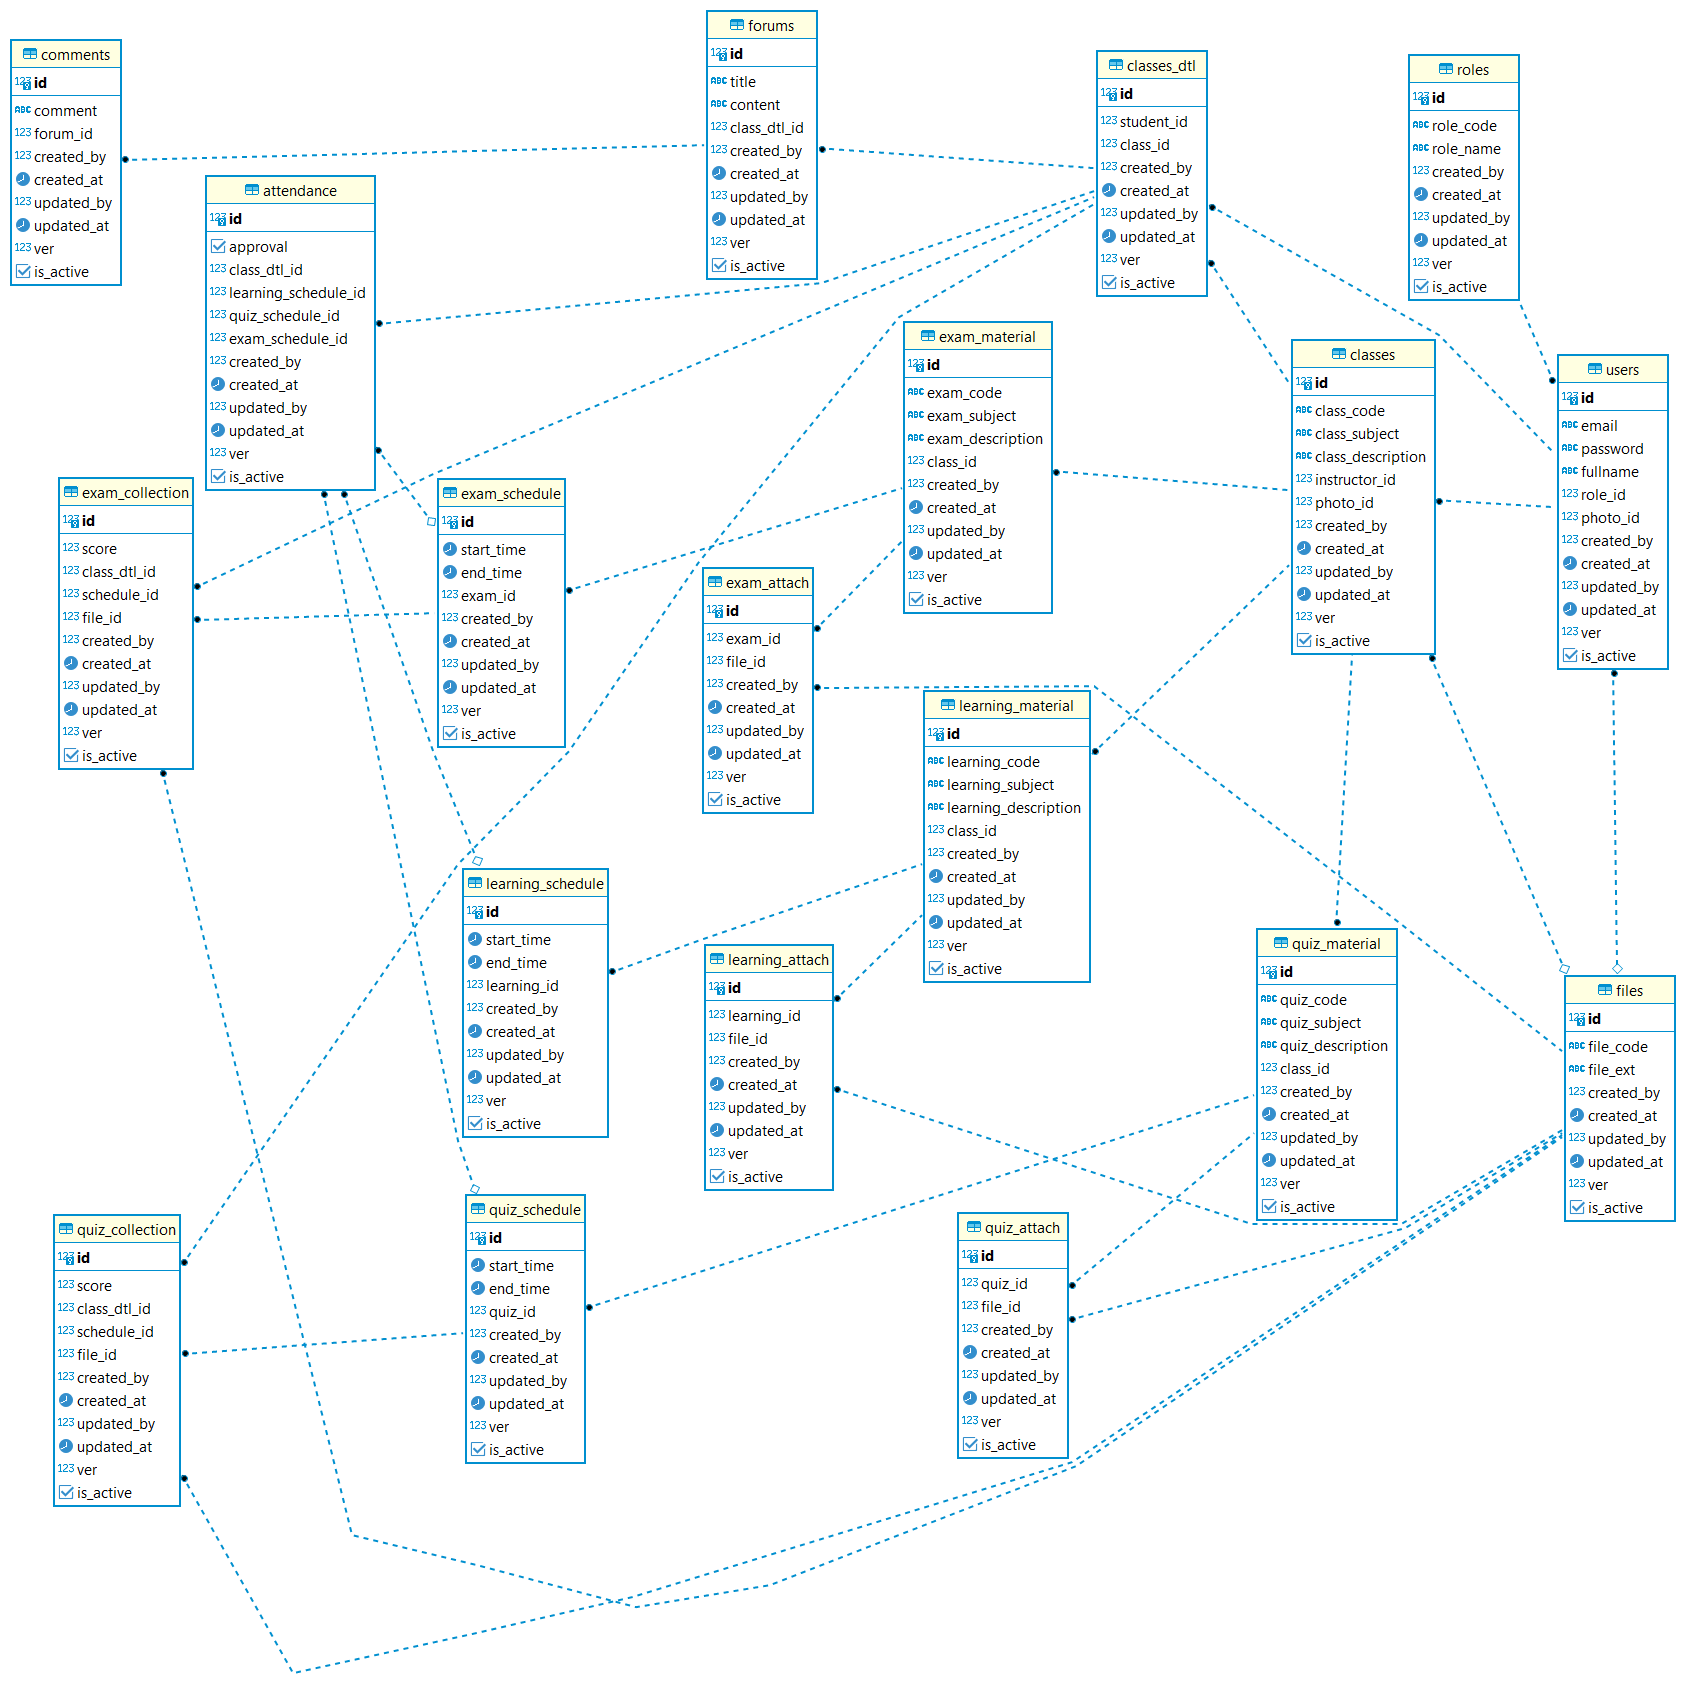 comments
id
comment
forum_id
created_by
created_at
updated_by
updated_at
ver
is_active
forums
id
title
content
class_dtl_id
created_by
created_at
updated_by
updated_at
ver
is_active
classes_dtl
id
student_id
class_id
created_by
created_at
updated_by
updated_at
ver
is_active
roles
id
role_code
role_name
created_by
created_at
updated_by
updated_at
ver
is_active
attendance
id
approval
class_dtl_id
learning_schedule_id
quiz_schedule_id
exam_schedule_id
created_by
created_at
updated_by
updated_at
ver
is_active
exam_material
id
exam_code
exam_subject
exam_description
class_id
created_by
created_at
updated_by
updated_at
ver
is_active
classes
id
class_code
class_subject
class_description
instructor_id
photo_id
created_by
created_at
updated_by
updated_at
ver
is_active
users
id
email
password
fullname
role_id
photo_id
created_by
created_at
updated_by
updated_at
ver
is_active
exam_collection
id
score
class_dtl_id
schedule_id
file_id
created_by
created_at
updated_by
updated_at
ver
is_active
exam_schedule
id
start_time
end_time
exam_id
created_by
created_at
updated_by
updated_at
ver
is_active
exam_attach
id
exam_id
file_id
created_by
created_at
updated_by
updated_at
ver
is_active
learning_material
id
learning_code
learning_subject
learning_description
class_id
created_by
created_at
updated_by
updated_at
ver
is_active
learning_schedule
id
start_time
end_time
learning_id
created_by
created_at
updated_by
updated_at
ver
is_active
learning_attach
id
learning_id
file_id
created_by
created_at
updated_by
updated_at
ver
is_active
quiz_material
id
quiz_code
quiz_subject
quiz_description
class_id
created_by
created_at
updated_by
updated_at
ver
is_active
files
id
file_code
file_ext
created_by
created_at
updated_by
updated_at
ver
is_active
quiz_collection
id
score
class_dtl_id
schedule_id
file_id
created_by
created_at
updated_by
updated_at
ver
is_active
quiz_schedule
id
start_time
end_time
quiz_id
created_by
created_at
updated_by
updated_at
ver
is_active
quiz_attach
id
quiz_id
file_id
created_by
created_at
updated_by
updated_at
ver
is_active